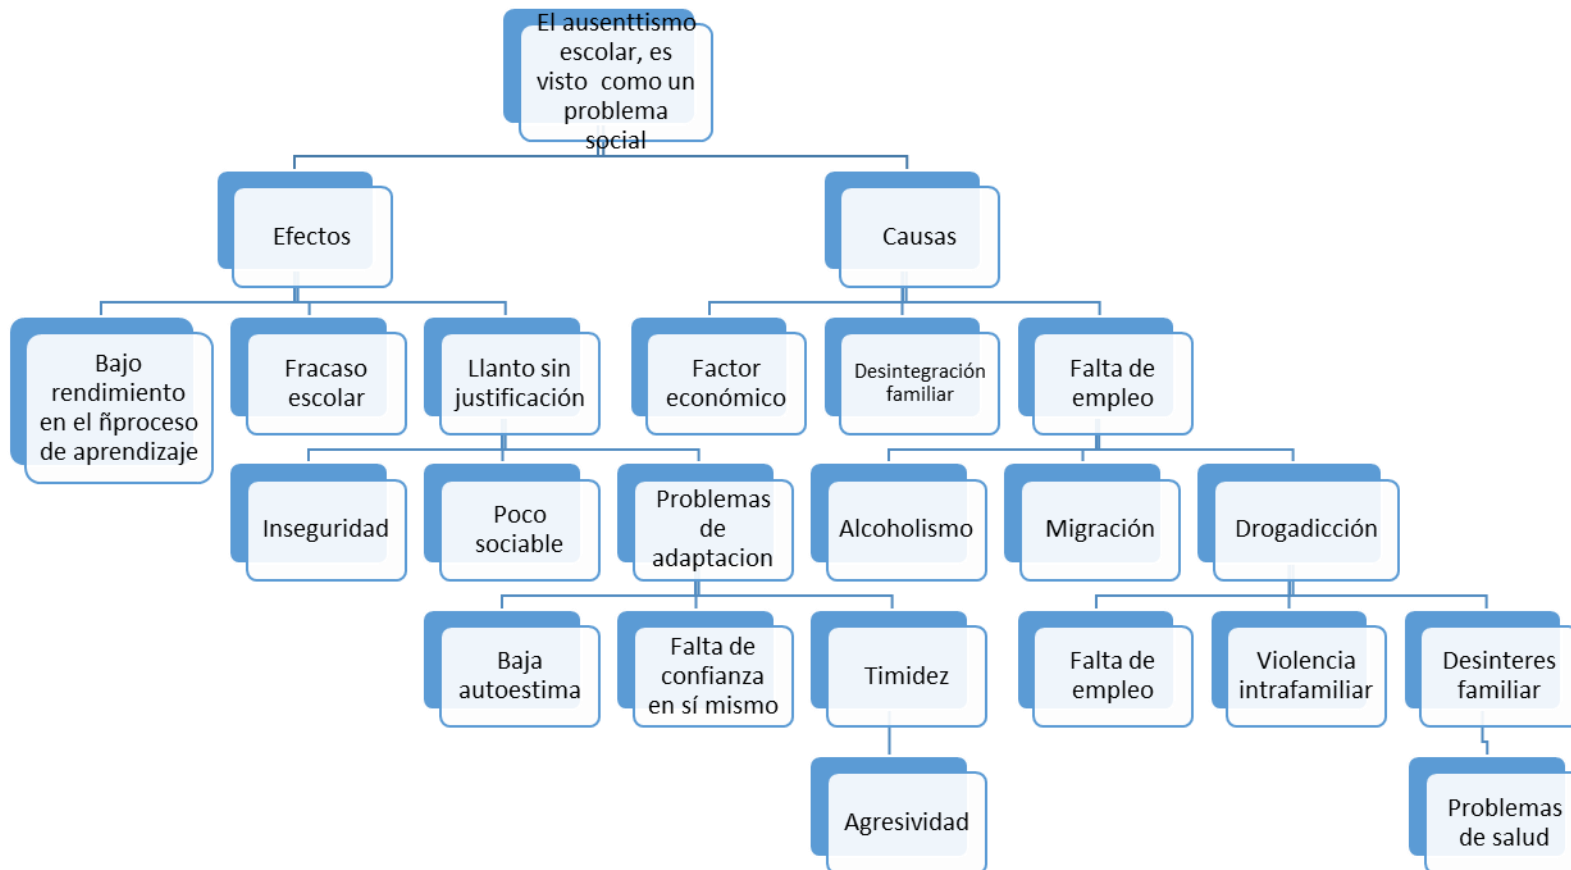 El ausenttismo
escolar, es
visto como un
problema
social
Efectos
Causas
Bajo
rendimiento
en el ñproceso
de aprendizaje
Fracaso
escolar
Llanto sin
justificación
Factor
económico
Desintegración
familiar
Falta de
empleo
Inseguridad
Poco
sociable
Problemas
de
adaptacion
Alcoholismo
Migración
Drogadicción
Baja
autoestima
Falta de
confianza
en sí mismo
Timidez
Falta de
empleo
Violencia
intrafamiliar
Desinteres
familiar
Agresividad
Problemas
de salud